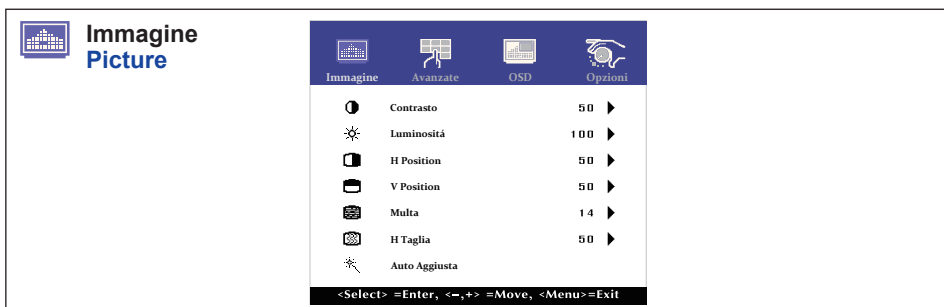 Immagine
Picture
Immagine Avanzate OSD Opzioni
Contrasto 50
Luminositá 100
H Position 50
V Position 50
Multa 14
H Taglia 50
Auto Aggiusta
<Select> =Enter, <–,+> =Move, <Menu>=Exit